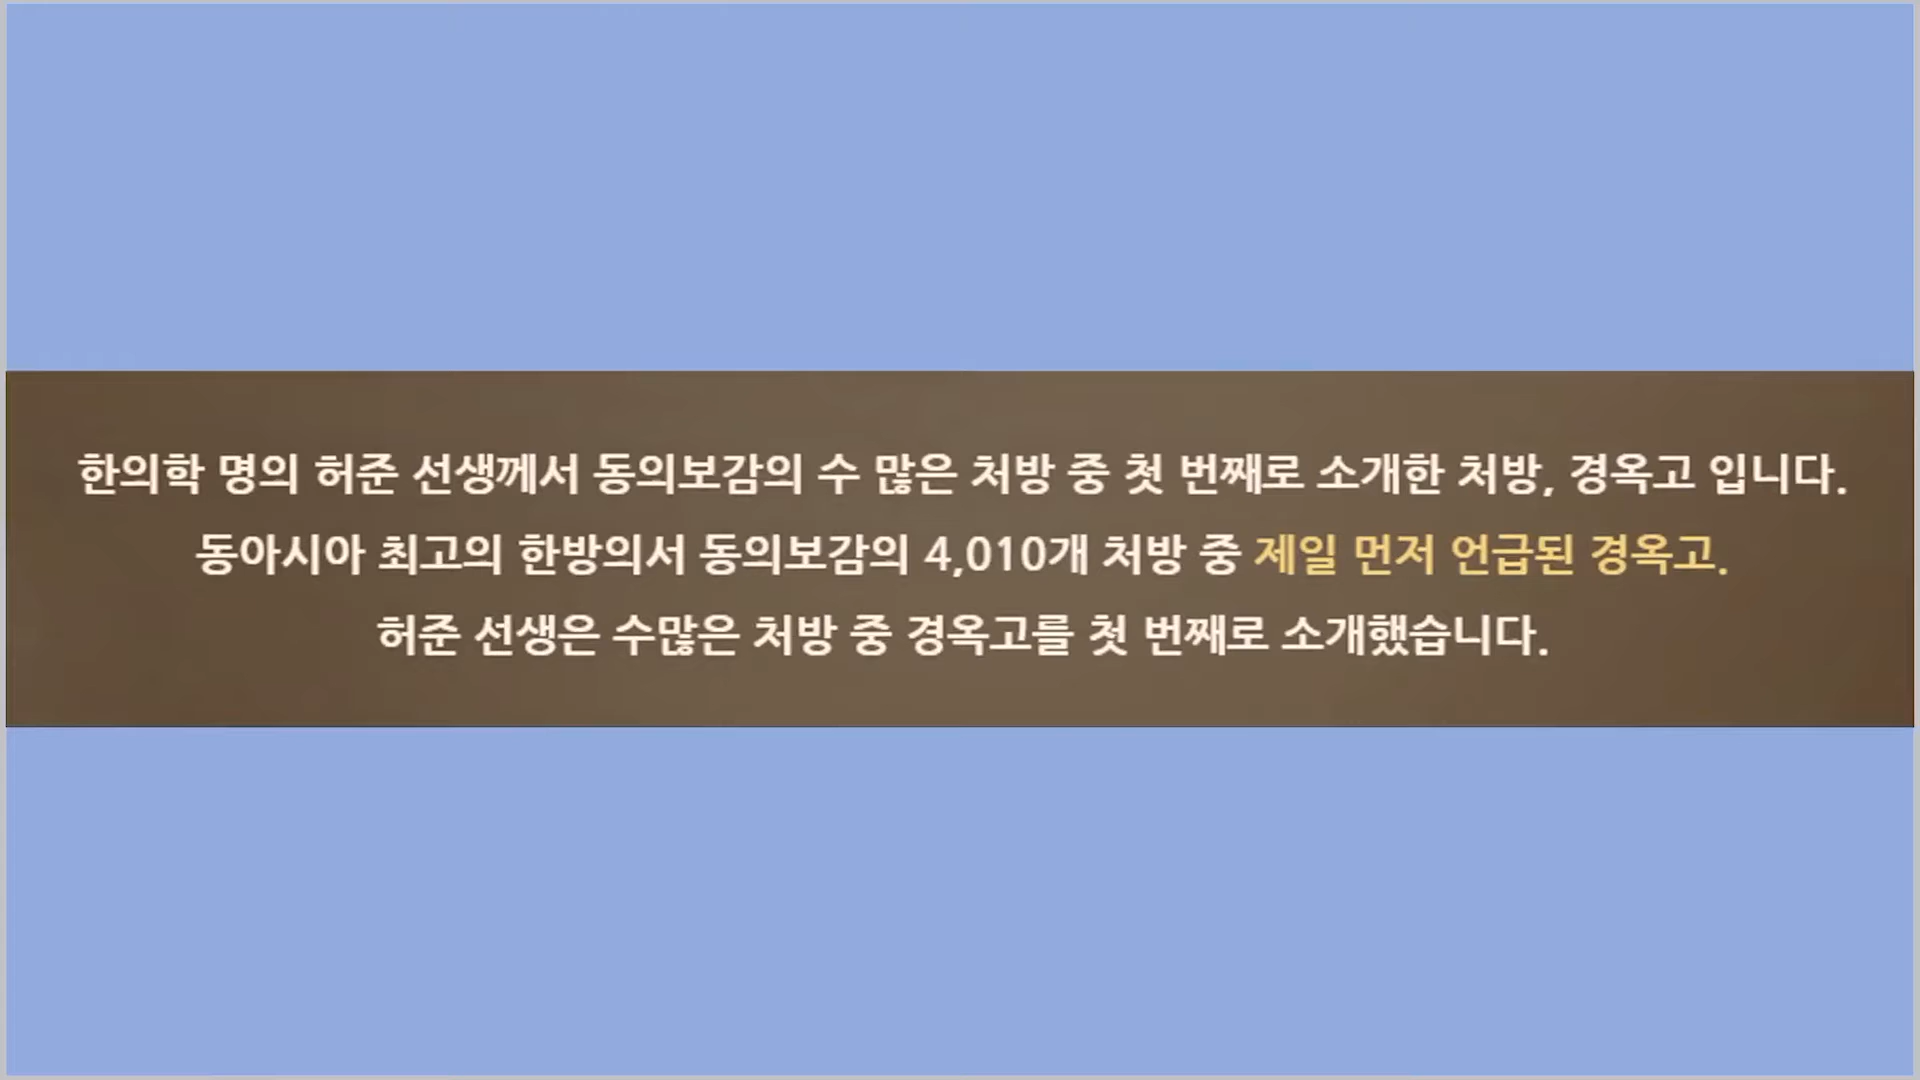 한의학 명의 허준 선생께서 동의보감의 수 많은 처방 중 첫 번째로 소개한 처방, 경옥고 입니다.
동아시아 최고의 한방의서 동의보감의 4,010개 처방 중 제일 먼저 언급된 경옥고.
허준 선생은 수많은 처방 중 경옥고를 첫 번째로 소개했습니다.